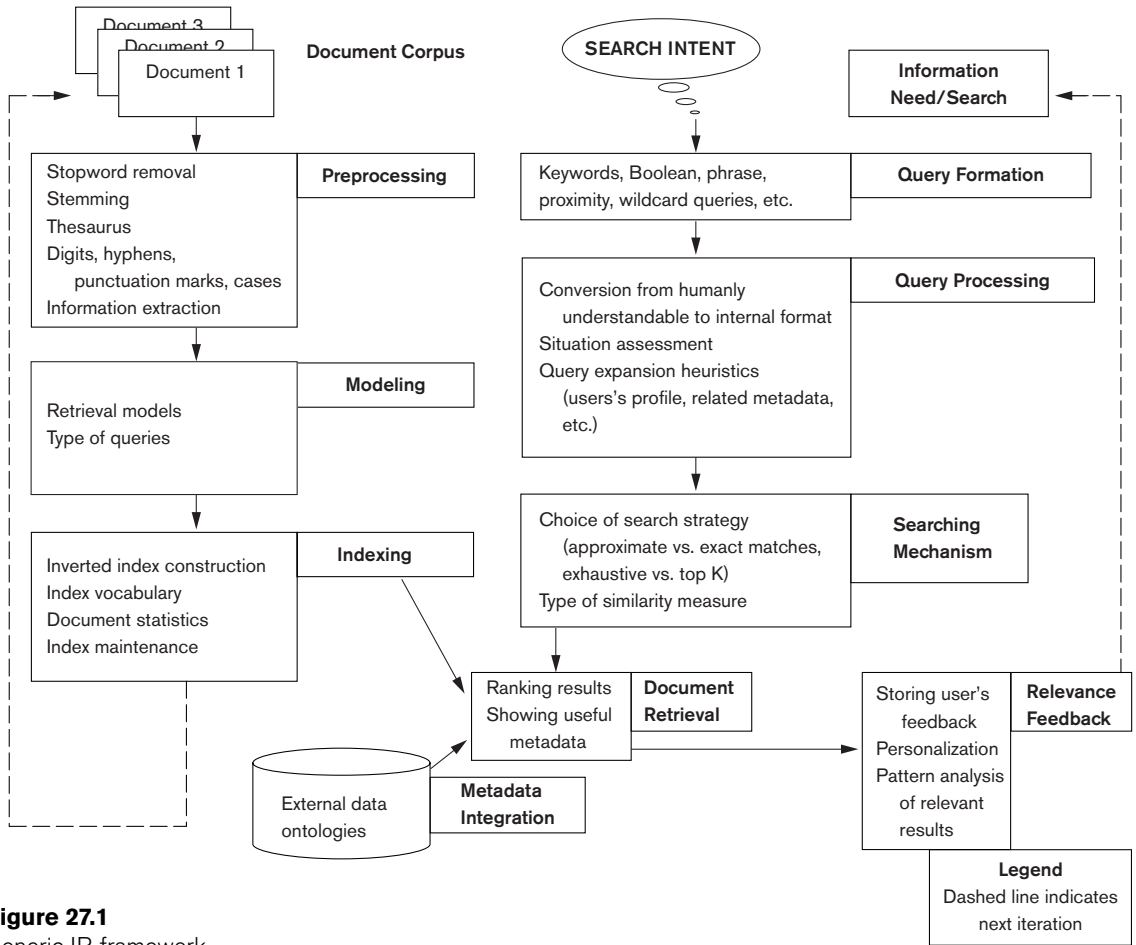 Document 3
Document 2
Document 1
Document Corpus
SEARCH INTENT
Information
Need/Search
Stopword removal
Stemming
Thesaurus
Digits, hyphens,
punctuation marks, cases
Information extraction
Preprocessing
Keywords, Boolean, phrase,
proximity, wildcard queries, etc.
Query Formation
Conversion from humanly
understandable to internal format
Situation assessment
Query expansion heuristics
(users's profile, related metadata,
etc.)
Query Processing
Retrieval models
Type of queries
Modeling
Choice of search strategy
(approximate vs. exact matches,
exhaustive vs. top K)
Type of similarity measure
Searching
Mechanism
Inverted index construction
Index vocabulary
Document statistics
Index maintenance
Indexing
Ranking results
Showing useful
metadata
Document
Retrieval
Storing user's
feedback
Personalization
Pattern analysis
of relevant
results
Relevance
Feedback
External data
ontologies
Metadata
Integration
Legend
Dashed line indicates
next iteration
igure 27.1
eneric IR framework